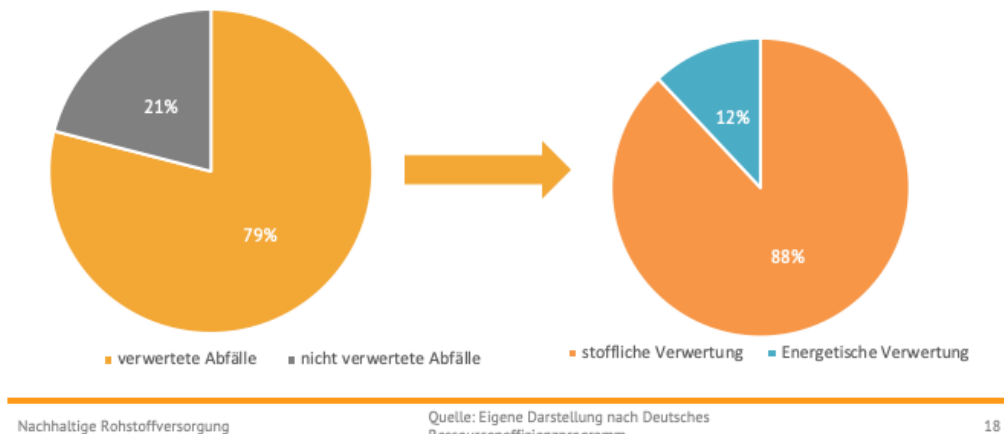 21%
79%
12%
88%
verwertete Abfälle nicht verwertete Abfälle
stoffliche Verwertung Energetische Verwertung
Nachhaltige Rohstoffversorgung
Quelle: Eigene Darstellung nach Deutsches
18